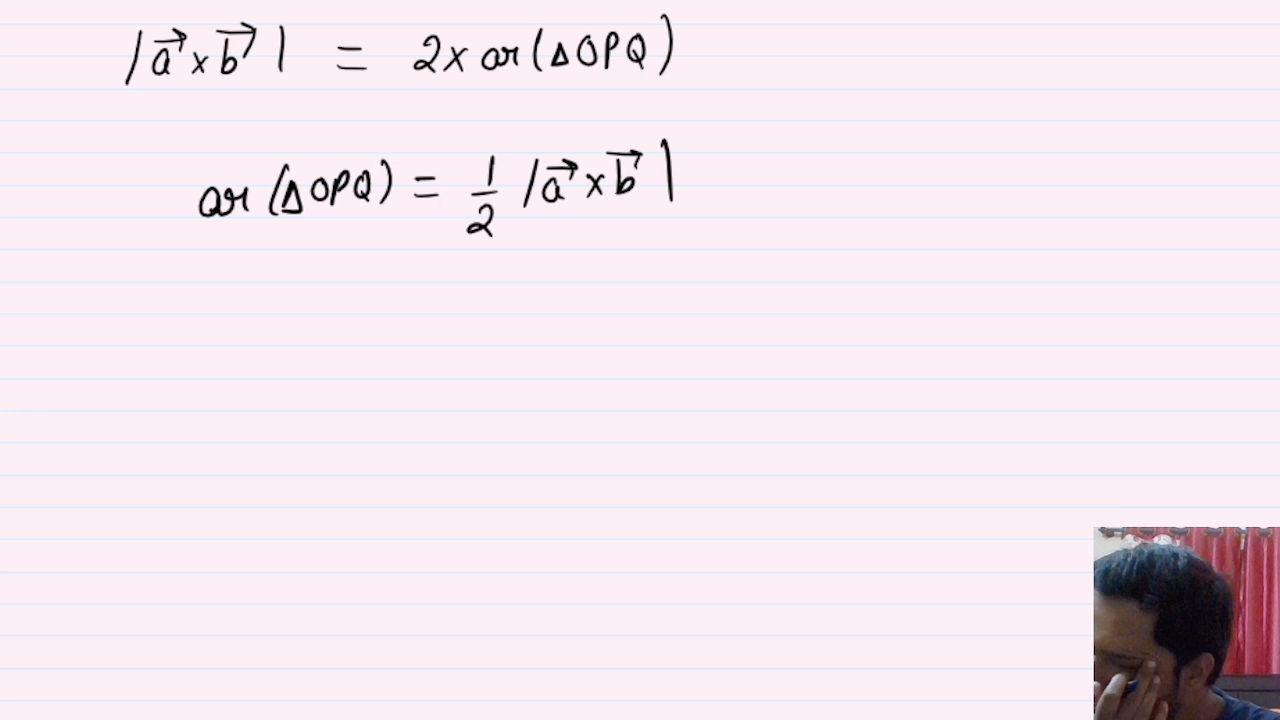 |a⃗ × b⃗| = 2 × ar(ΔOPQ)
ar(ΔOPQ) = 1/2 |a⃗ × b⃗|